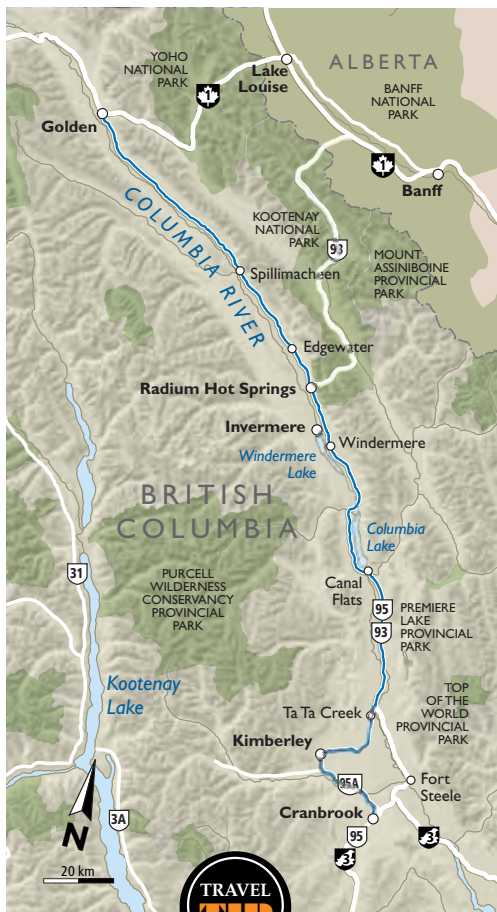 YOHO
NATIONAL
PARK
Lake
Louise
ALBERTA
BANFF
NATIONAL
PARK
1
Golden
1
Banff
COLUMBIA RIVER
KOOTENAY
NATIONAL
PARK
93
MOUNT
ASSINIBOINE
PROVINCIAL
PARK
Spillimacheen
Edgewater
Radium Hot Springs
Invermere
Windermere
Windermere
Lake
BRITISH
COLUMBIA
Columbia
Lake
31
PURCELL
WILDERNESS
CONSERVANCY
PROVINCIAL
PARK
Canal
Flats
95
93
PREMIERE
LAKE
PROVINCIAL
PARK
Kootenay
Lake
TOP
OF THE
WORLD
PROVINCIAL
PARK
Ta Ta Creek
Kimberley
95A
Fort
Steele
Cranbrook
3A
N
95
3
3
20 km
TRAVEL
TIP